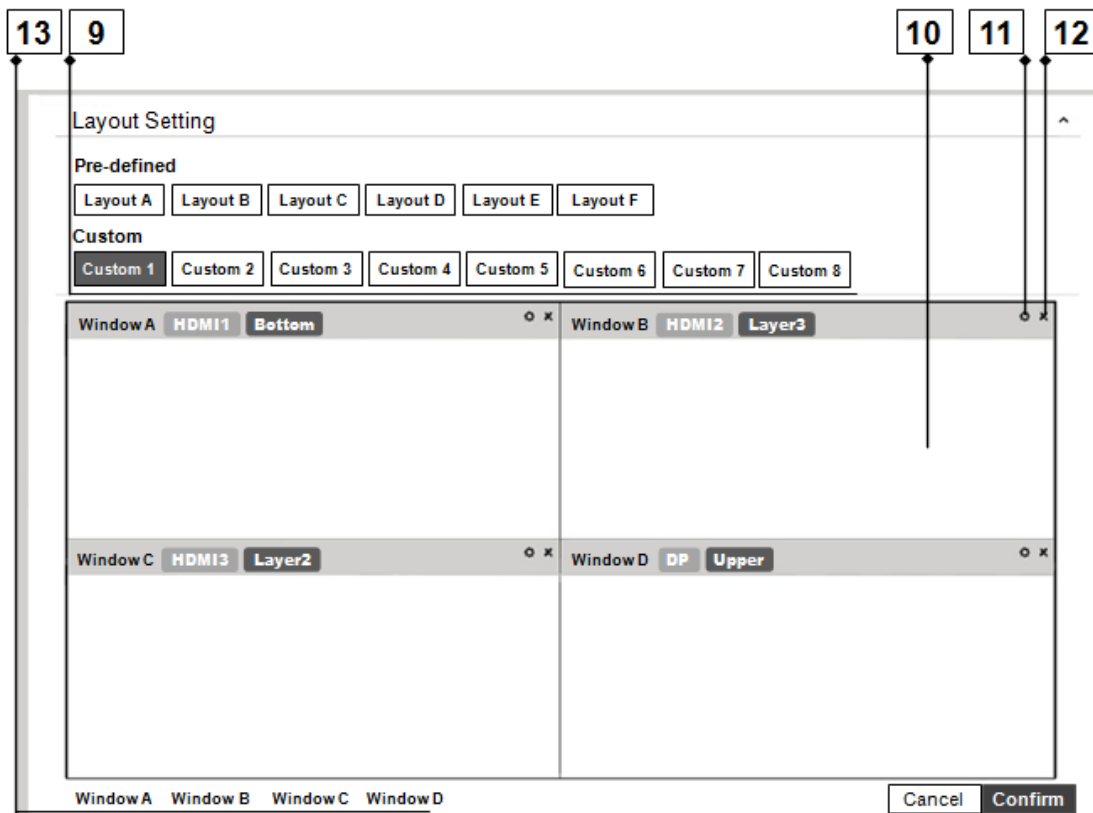 13 9 10 11 12
Layout Setting
Pre-defined
Layout A Layout B Layout C Layout D Layout E Layout F
Custom
Custom 1 Custom 2 Custom 3 Custom 4 Custom 5 Custom 6 Custom 7 Custom 8
Window A HDMI1 Bottom Window B HDMI2 Layer3
Window C HDMI3 Layer2 Window D DP Upper
Window A Window B Window C Window D Cancel Confirm